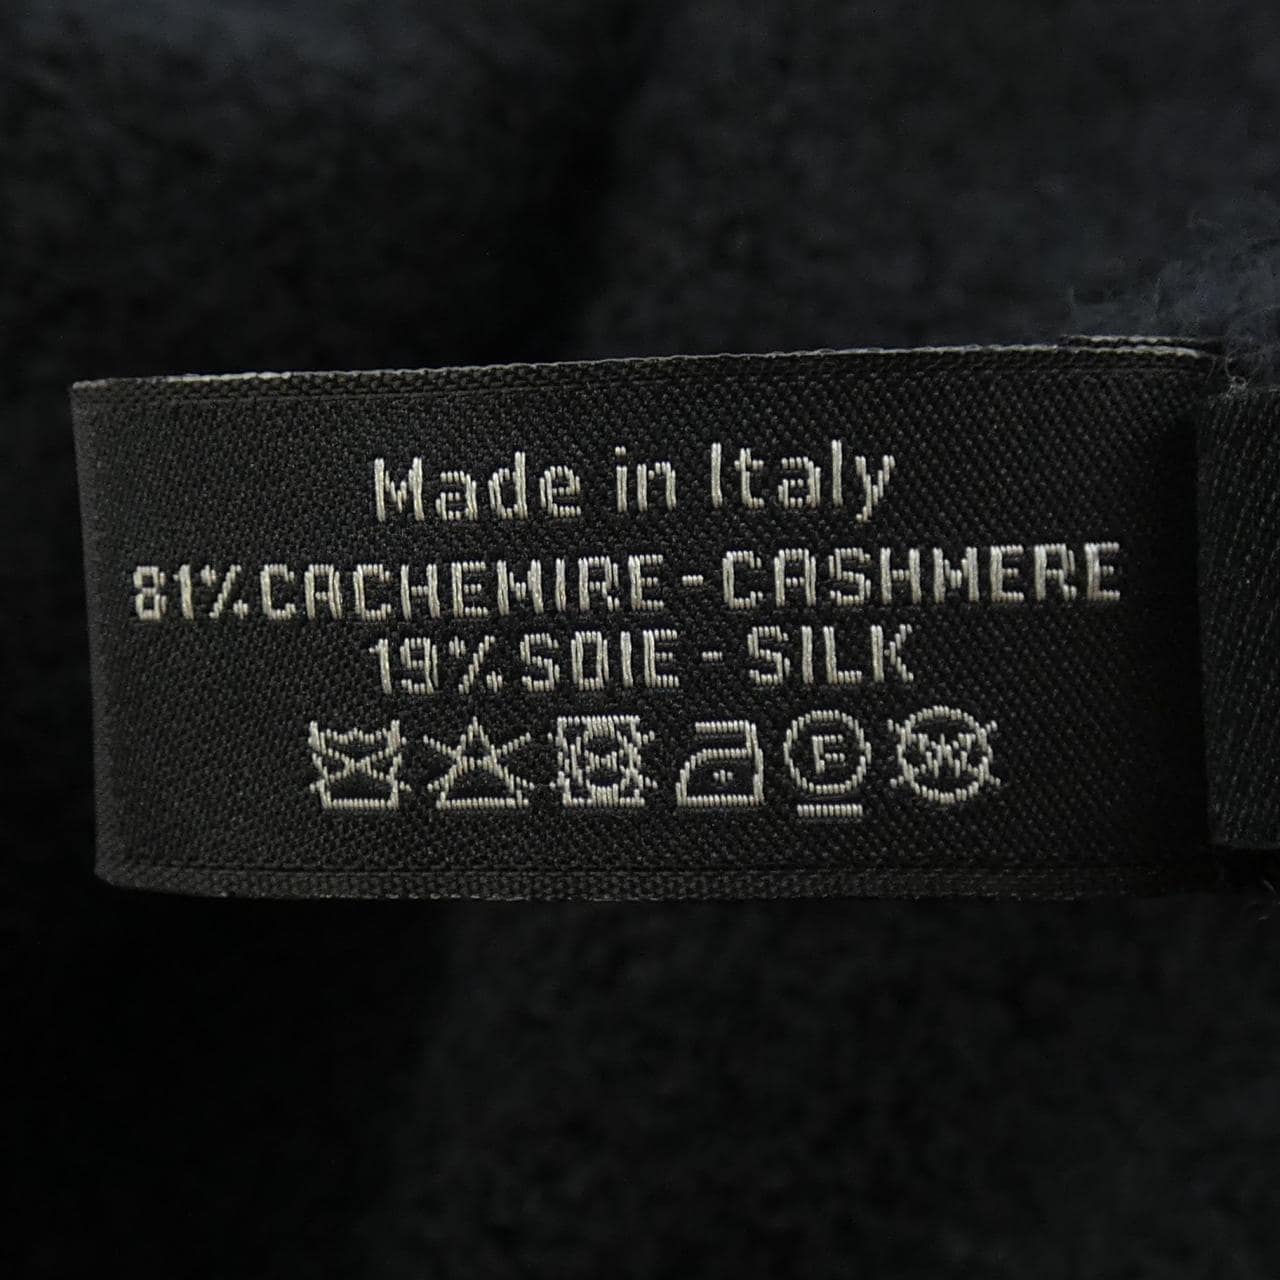 Made in Italy
81% CACHEMIRE - CASHMERE
19% SOIE - SILK
F W